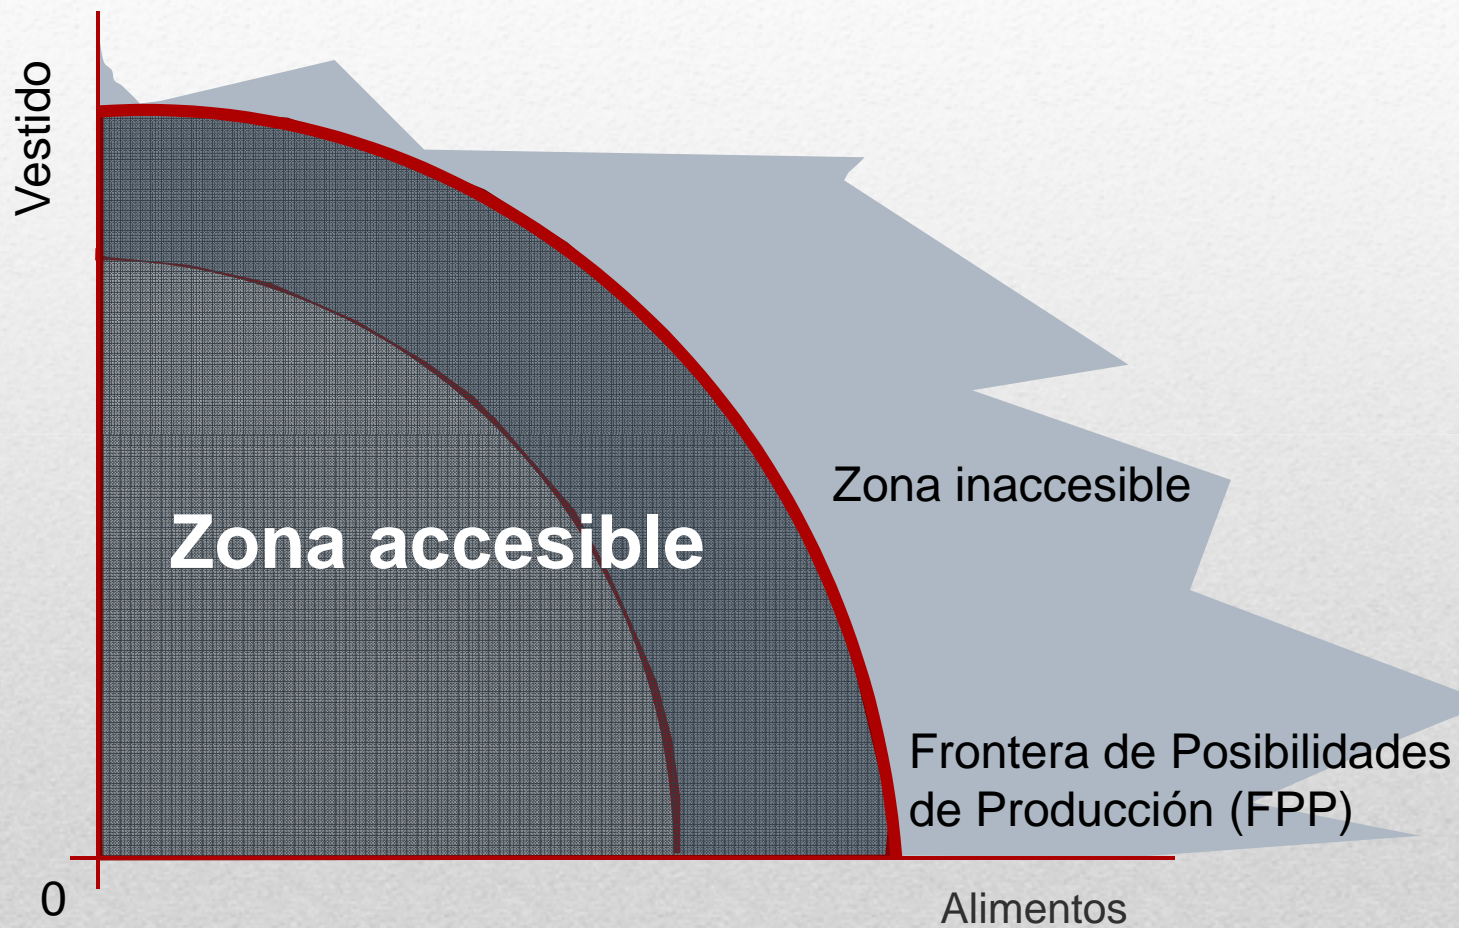 Vestido
Zona inaccesible
Zona accesible
Frontera de Posibilidades
de Producción (FPP)
0
Alimentos